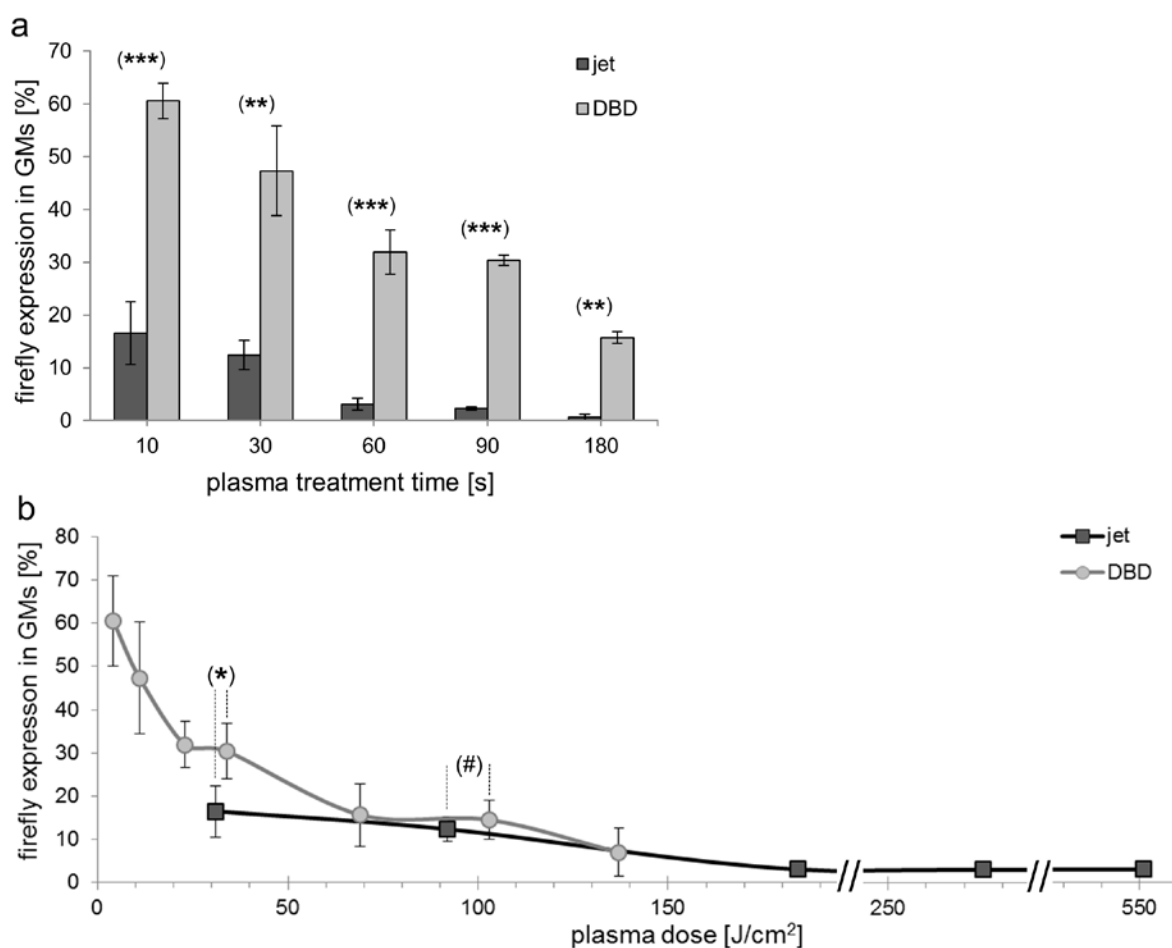 a
firefly expression in GMs [%]
70
60
50
40
30
20
10
0
(***)
(**)
(***)
(***)
(**)
jet
DBD
10 30 60 90 180
plasma treatment time [s]
b
firefly expresson in GMs [%]
80
70
60
50
40
30
20
10
0
(*)
(#)
jet
DBD
0 50 100 150 250 550
plasma dose [J/cm²]